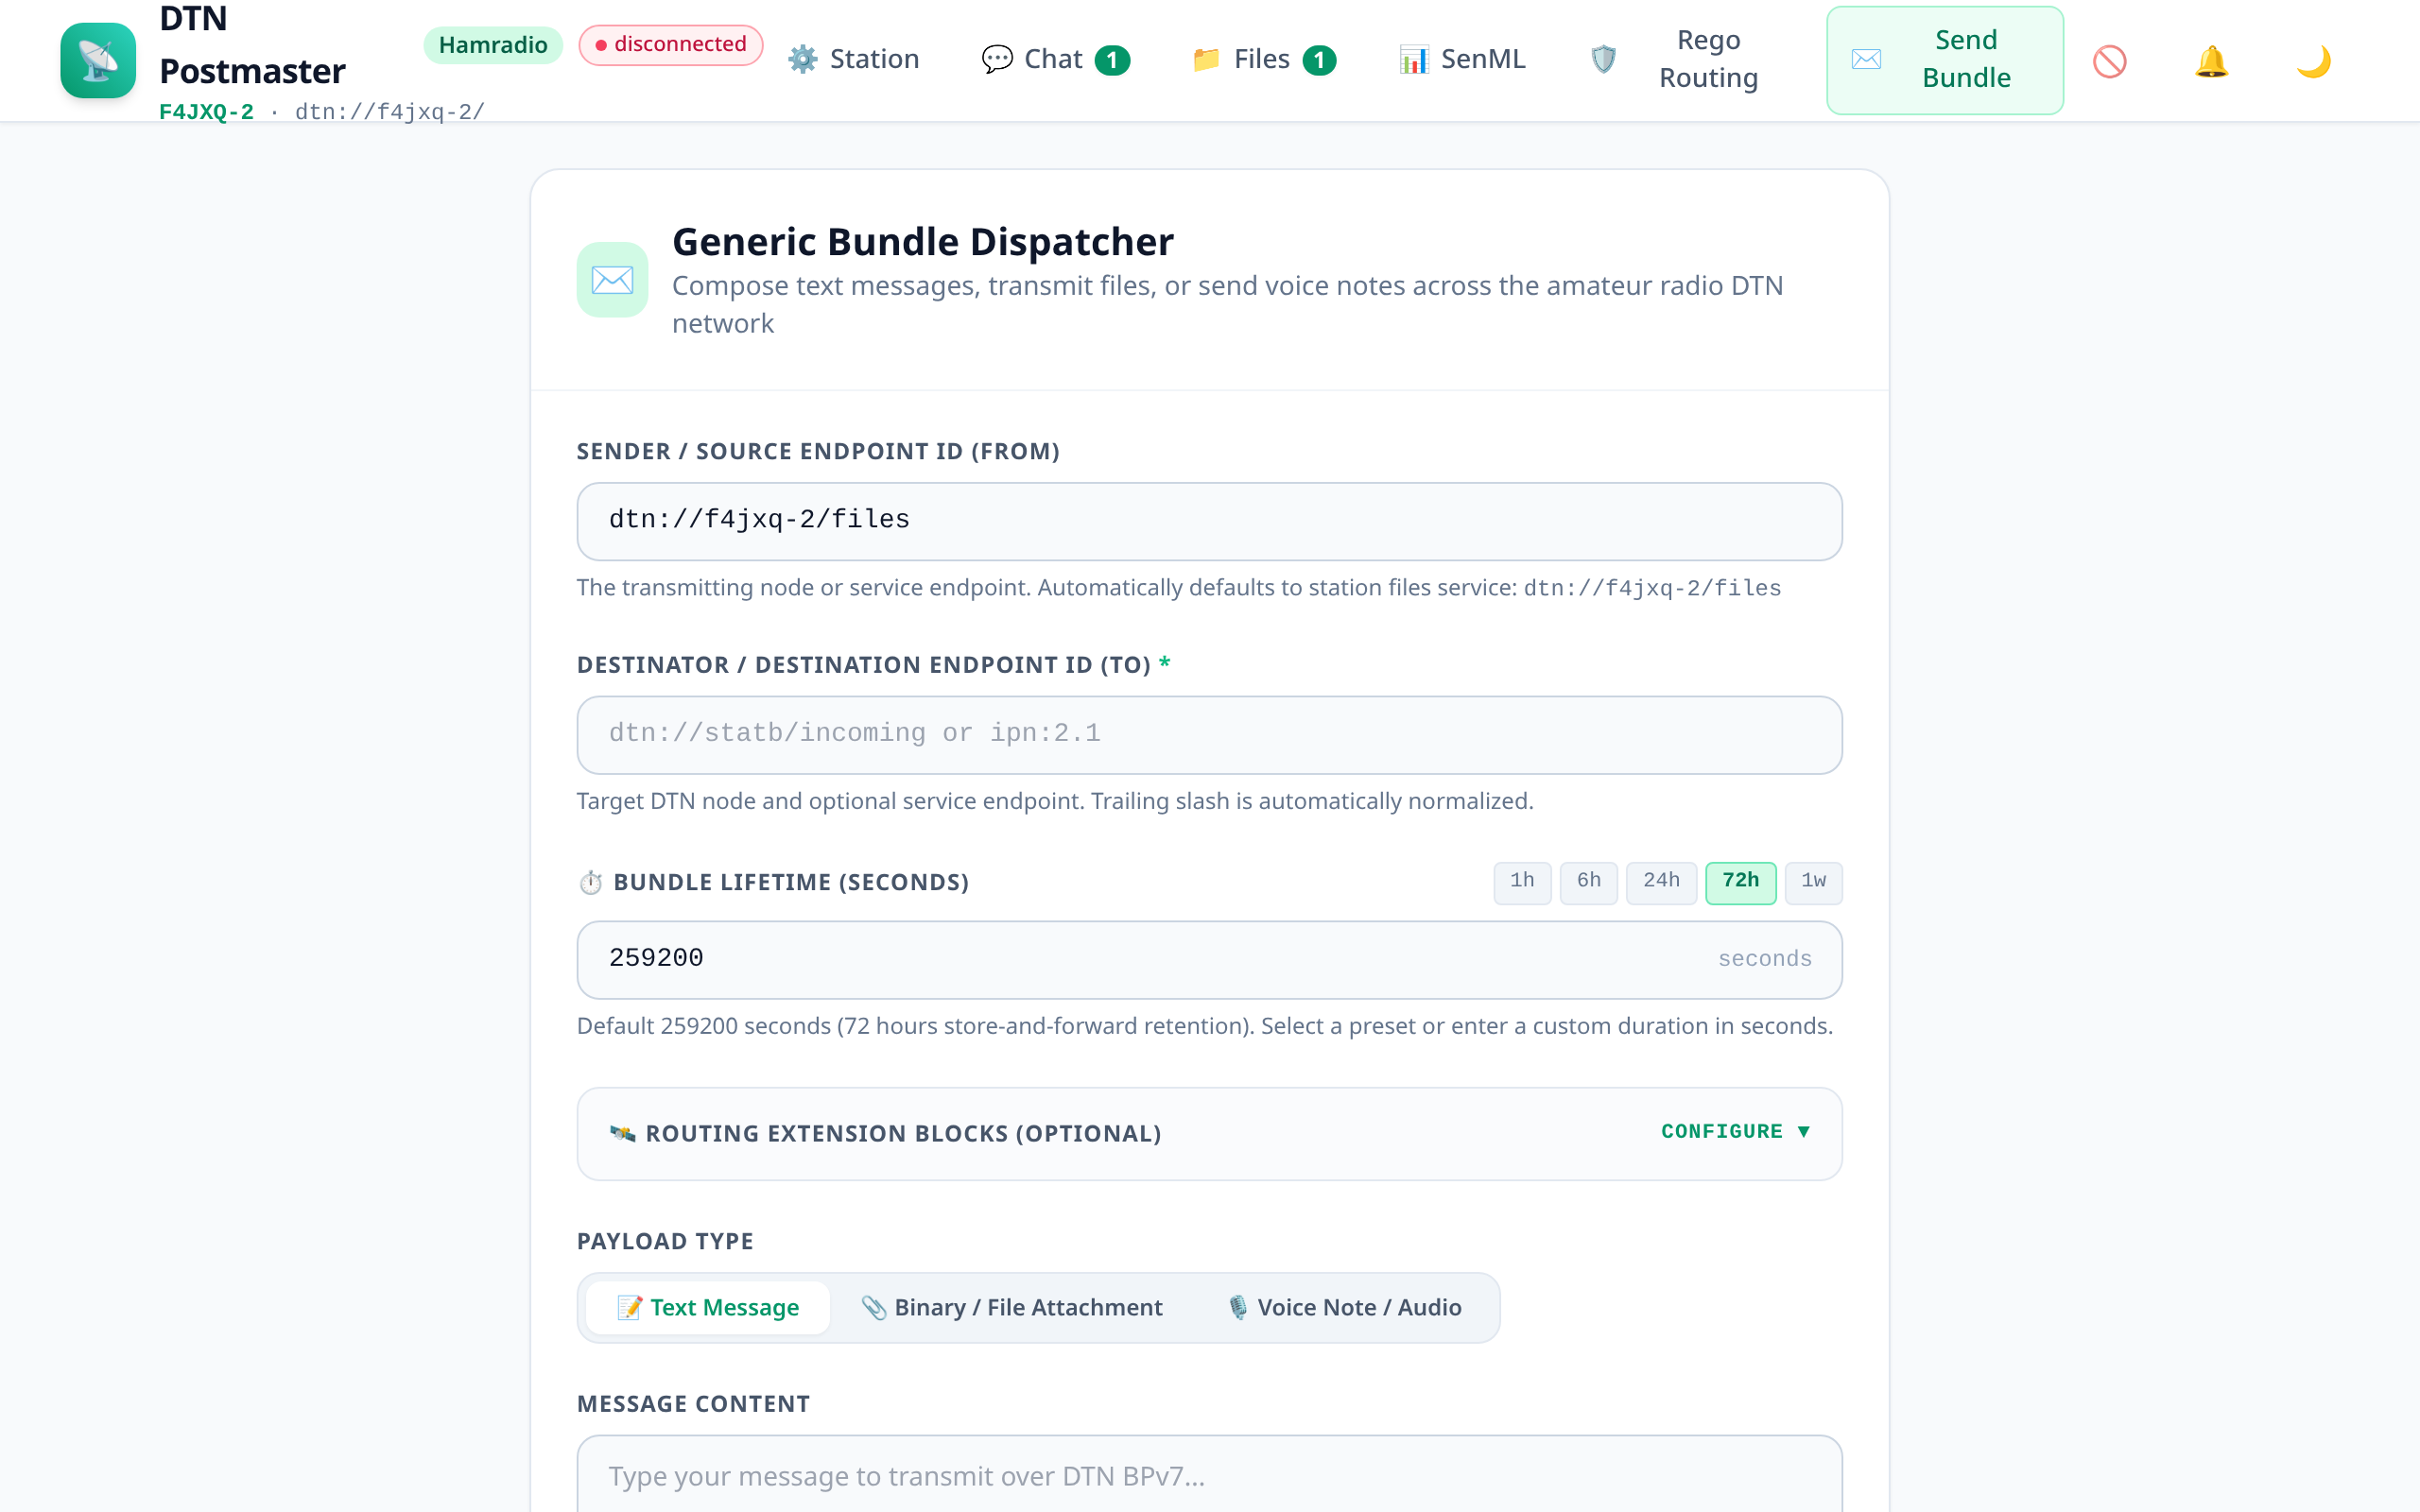 DTN
Postmaster
Hamradio
disconnected
F4JXQ-2 · dtn://f4jxq-2/
Station
Chat 1
Files 1
SenML
Rego
Routing
Send
Bundle
Generic Bundle Dispatcher
Compose text messages, transmit files, or send voice notes across the amateur radio DTN
network
SENDER / SOURCE ENDPOINT ID (FROM)
dtn://f4jxq-2/files
The transmitting node or service endpoint. Automatically defaults to station files service: dtn://f4jxq-2/files
DESTINATOR / DESTINATION ENDPOINT ID (TO) *
dtn://statb/incoming or ipn:2.1
Target DTN node and optional service endpoint. Trailing slash is automatically normalized.
BUNDLE LIFETIME (SECONDS)
1h 6h 24h 72h 1w
259200 seconds
Default 259200 seconds (72 hours store-and-forward retention). Select a preset or enter a custom duration in seconds.
ROUTING EXTENSION BLOCKS (OPTIONAL)
CONFIGURE ▼
PAYLOAD TYPE
Text Message
Binary / File Attachment
Voice Note / Audio
MESSAGE CONTENT
Type your message to transmit over DTN BPv7...